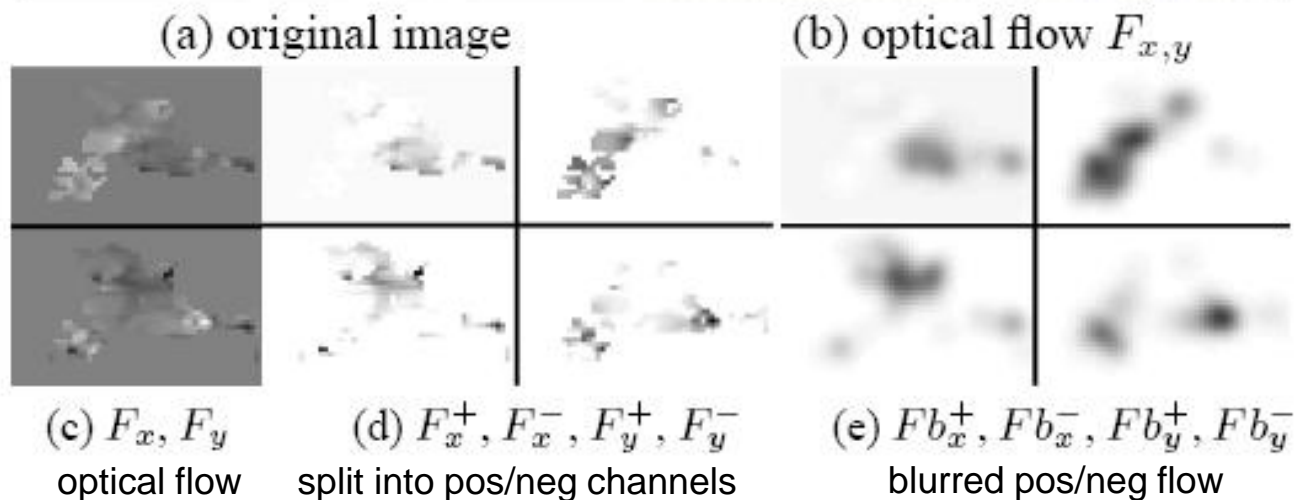 (a) original image (b) optical flow $F_{x,y}$
(c) $F_x, F_y$ (d) $F_x^+, F_x^-, F_y^+, F_y^-$ (e) $Fb_x^+, Fb_x^-, Fb_y^+, Fb_y^-$
optical flow split into pos/neg channels blurred pos/neg flow